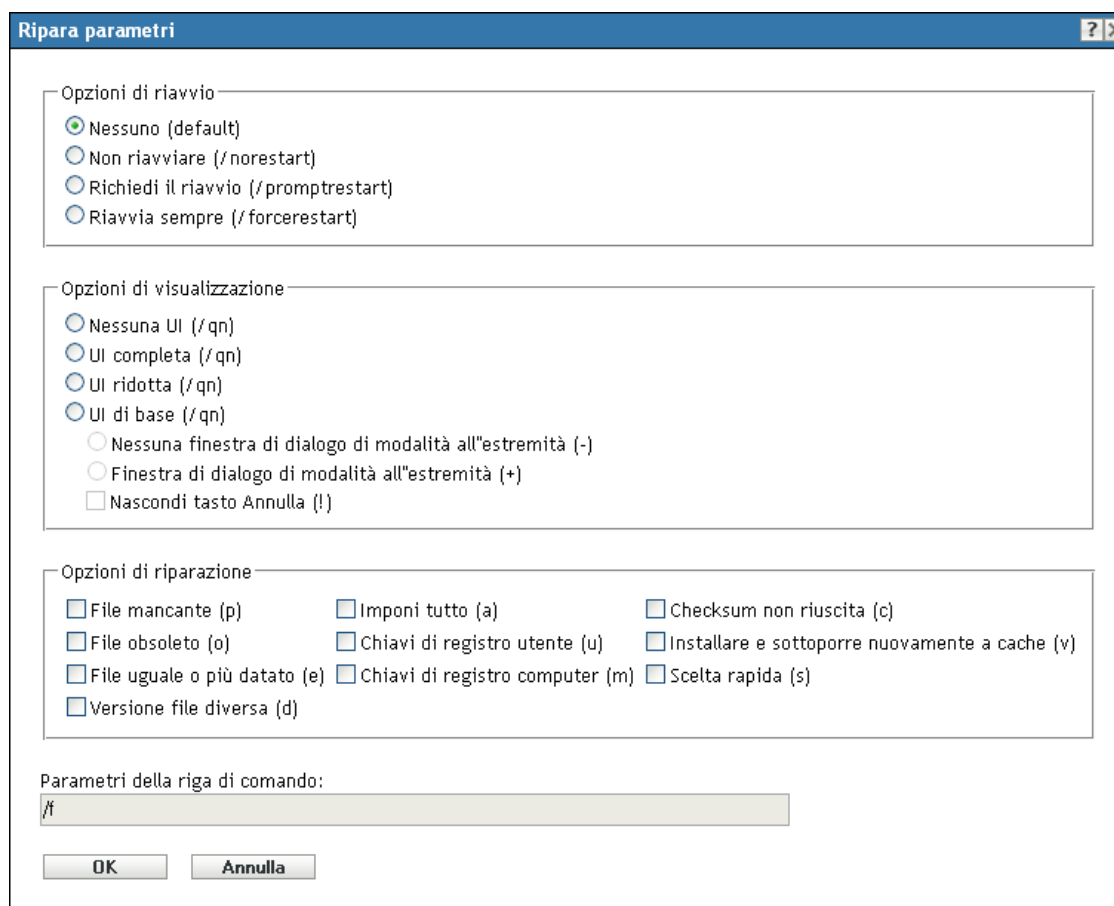 Ripara parametri
?
Opzioni di riavvio
Nessuno (default)
Non riavviare (/norestart)
Richiedi il riavvio (/promptrestart)
Riavvia sempre (/forcerestart)
Opzioni di visualizzazione
Nessuna UI (/qn)
UI completa (/qn)
UI ridotta (/qn)
UI di base (/qn)
Nessuna finestra di dialogo di modalità all"estremità (-)
Finestra di dialogo di modalità all"estremità (+)
Nascondi tasto Annulla (!)
Opzioni di riparazione
File mancante (p) Imponi tutto (a) Checksum non riuscita (c)
File obsoleto (o) Chiavi di registro utente (u) Installare e sottoporre nuovamente a cache (v)
File uguale o più datato (e) Chiavi di registro computer (m) Scelta rapida (s)
Versione file diversa (d)
Parametri della riga di comando:
/f
OK Annulla